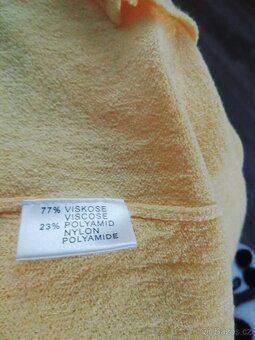 77% VISKOSE
VISCOSE
23% POLYAMID
NYLON
POLYAMIDE